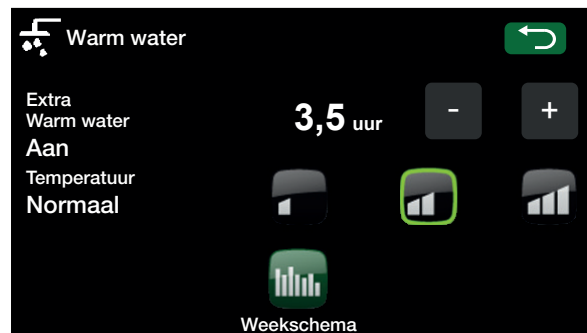 Warm water
Extra
Warm water
3,5 uur
-
+
Aan
Temperatuur
Normaal
Weekschema